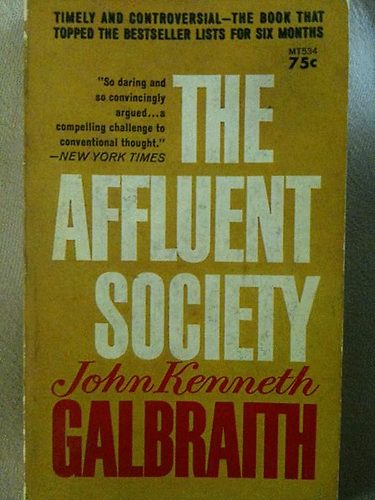 TIMELY AND CONTROVERSIAL—THE BOOK THAT
TOPPED THE BESTSELLER LISTS FOR SIX MONTHS
MT534
75c
"So daring and
so convincingly
argued...a
compelling challenge to
conventional thought."
—NEW YORK TIMES
THE
AFFLUENT
SOCIETY
John Kenneth
GALBRAITH